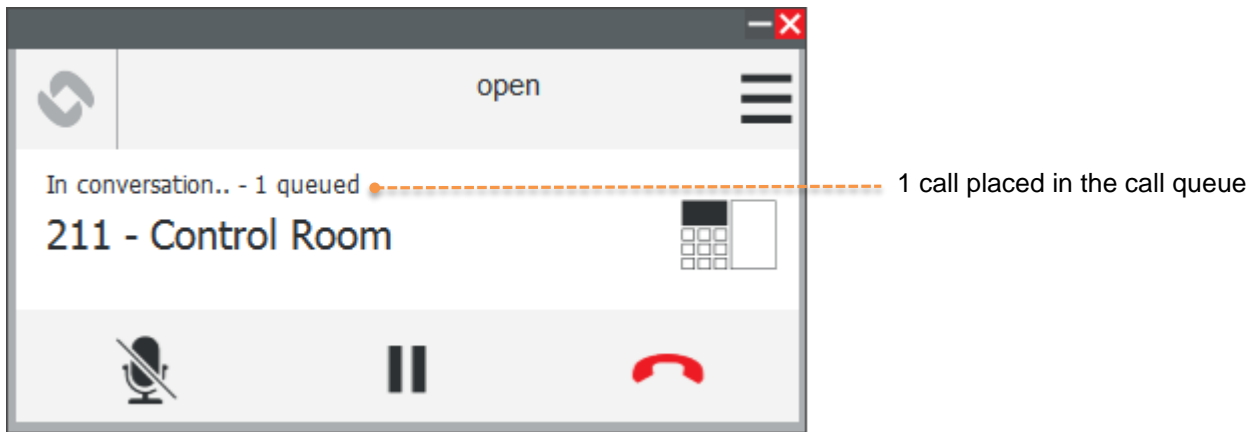 open
In conversation.. - 1 queued
1 call placed in the call queue
211 - Control Room